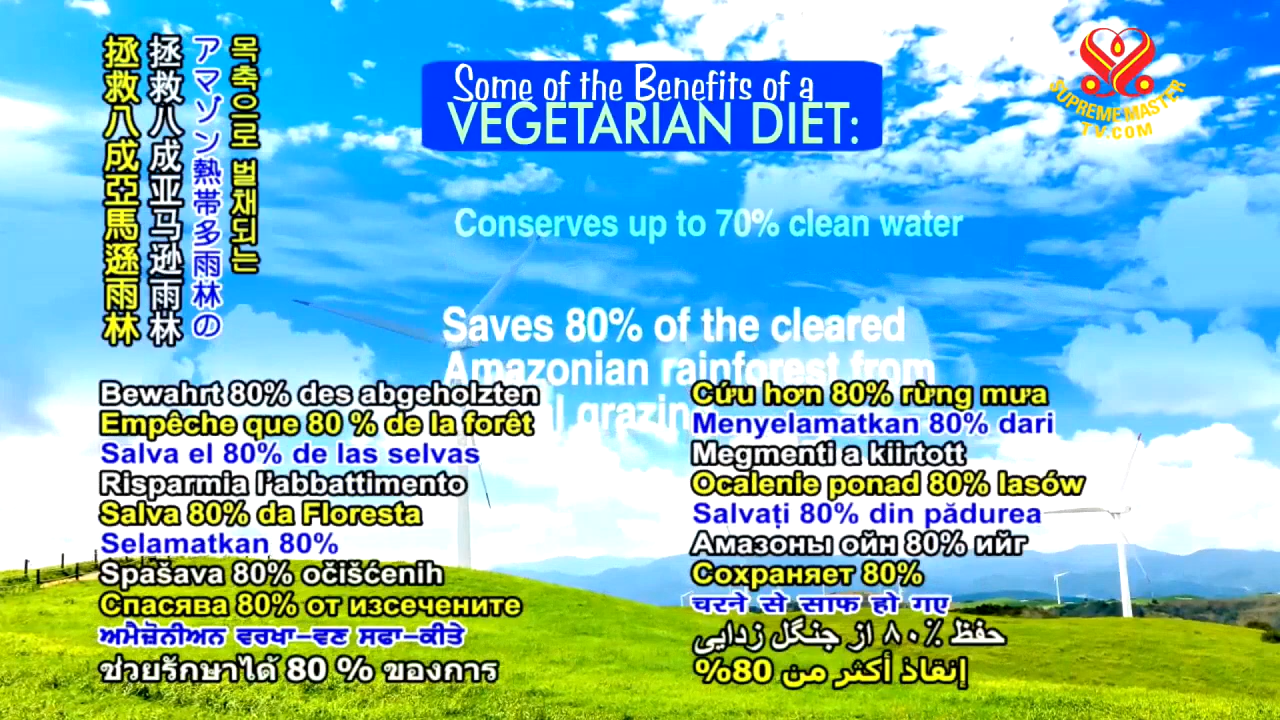 Some of the Benefits of a
VEGETARIAN DIET:
SUPREME MASTER
TV.COM
Conserves up to 70% clean water
Saves 80% of the cleared
Amazonian rainforest from
grazin
목축으로 벌채되는
アマゾン熱帯多雨林の
拯救八成亚马逊雨林
拯救八成亞馬遜雨林
Bewahrt 80% des abgeholzten
Empêche que 80 % de la forêt
Salva el 80% de las selvas
Risparmia l'abbattimento
Salva 80% da Floresta
Selamatkan 80%
Spašava 80% očišćenih
Спасява 80% от изсечените
ਅਮੈਜ਼ੋਨੀਅਨ ਵਰਖਾ-ਵਣ ਸਫਾ-ਕੀਤੇ
ช่วยรักษาได้ 80 % ของการ
Cứu hơn 80% rừng mưa
Menyelamatkan 80% dari
Megmenti a kiirtott
Ocalenie ponad 80% lasów
Salvați 80% din pădurea
Амазоны ойн 80% ийг
Сохраняет 80%
चरने से साफ हो गए
حفظ ۸۰٪ از جنگل زدایی
إنقاذ أكثر من 80%